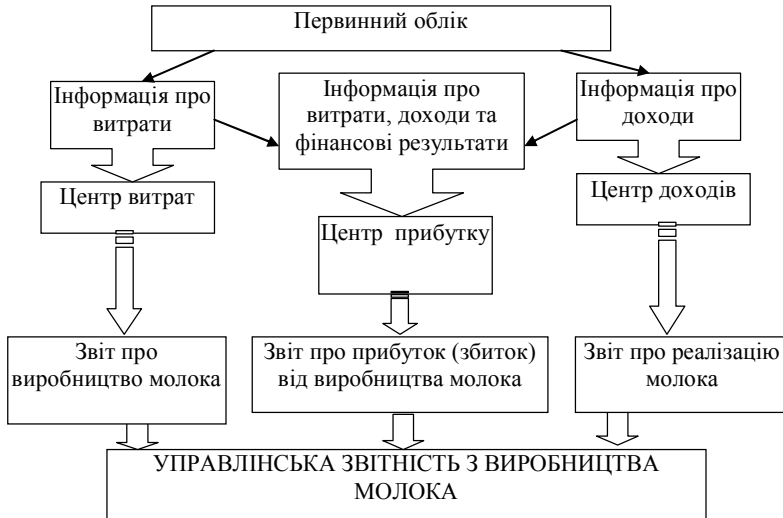 Первинний облік
Інформація про
витрати
Інформація про
витрати, доходи та
фінансові результати
Інформація про
доходи
Центр витрат
Центр прибутку
Центр доходів
Звіт про
виробництво молока
Звіт про прибуток (збиток)
від виробництва молока
Звіт про реалізацію
молока
УПРАВЛІНСЬКА ЗВІТНІСТЬ З ВИРОБНИЦТВА
МОЛОКА